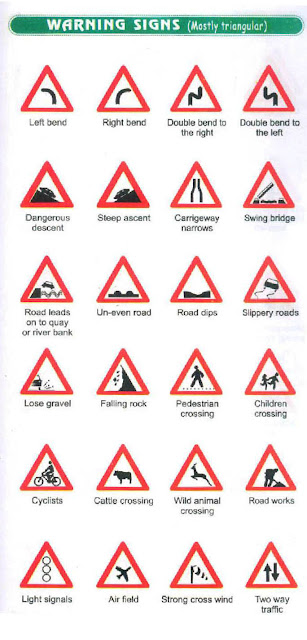 WARNING SIGNS (Mostly triangular)
Left bend
Right bend
Double bend to
the right
Double bend to
the left
Dangerous
descent
Steep ascent
Carrigeway
narrows
Swing bridge
Road leads
on to quay
or river bank
Un-even road
Road dips
Slippery roads
Lose gravel
Falling rock
Pedestrian
crossing
Children
crossing
Cyclists
Cattle crossing
Wild animal
crossing
Road works
Light signals
Air field
Strong cross wind
Two way
traffic